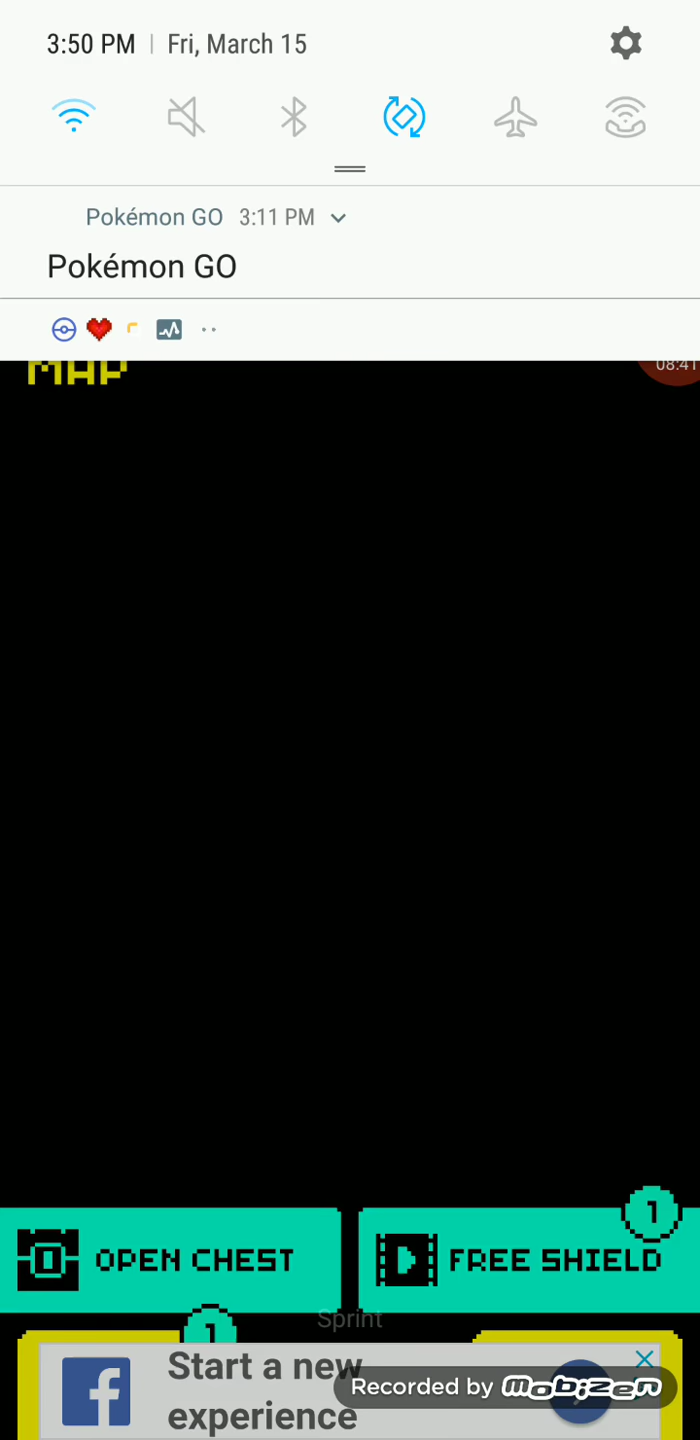 3:50 PM | Fri, March 15
Pokémon GO 3:11 PM
Pokémon GO
MAP
08:41
OPEN CHEST
FREE SHIELD
1
1
Sprint
Start a new
experience
Recorded by mobizen